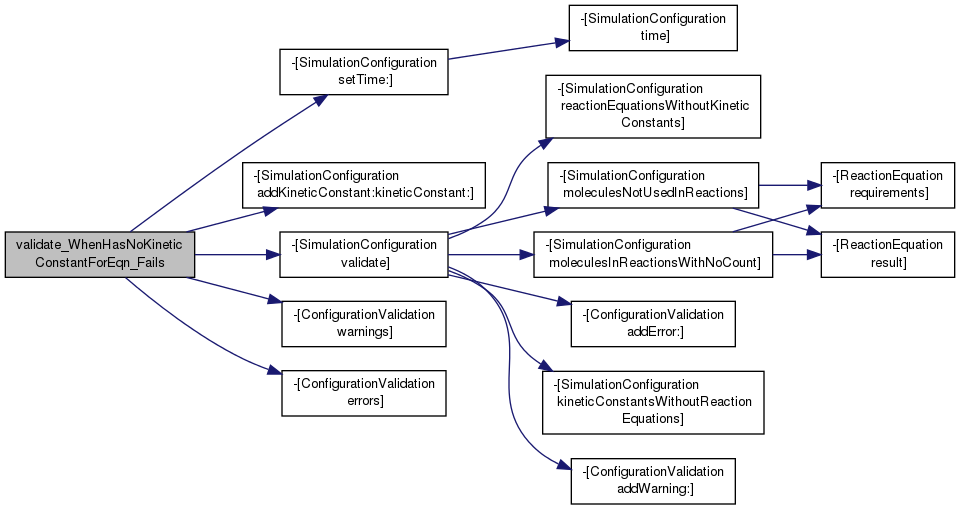 validate_WhenHasNoKinetic
ConstantForEqn_Fails
-[SimulationConfiguration
setTime:]
-[SimulationConfiguration
addKineticConstant:kineticConstant:]
-[SimulationConfiguration
validate]
-[ConfigurationValidation
warnings]
-[ConfigurationValidation
errors]
-[SimulationConfiguration
time]
-[SimulationConfiguration
reactionEquationsWithoutKinetic
Constants]
-[SimulationConfiguration
moleculesNotUsedInReactions]
-[SimulationConfiguration
moleculesInReactionsWithNoCount]
-[ConfigurationValidation
addError:]
-[SimulationConfiguration
kineticConstantsWithoutReaction
Equations]
-[ConfigurationValidation
addWarning:]
-[ReactionEquation
requirements]
-[ReactionEquation
result]